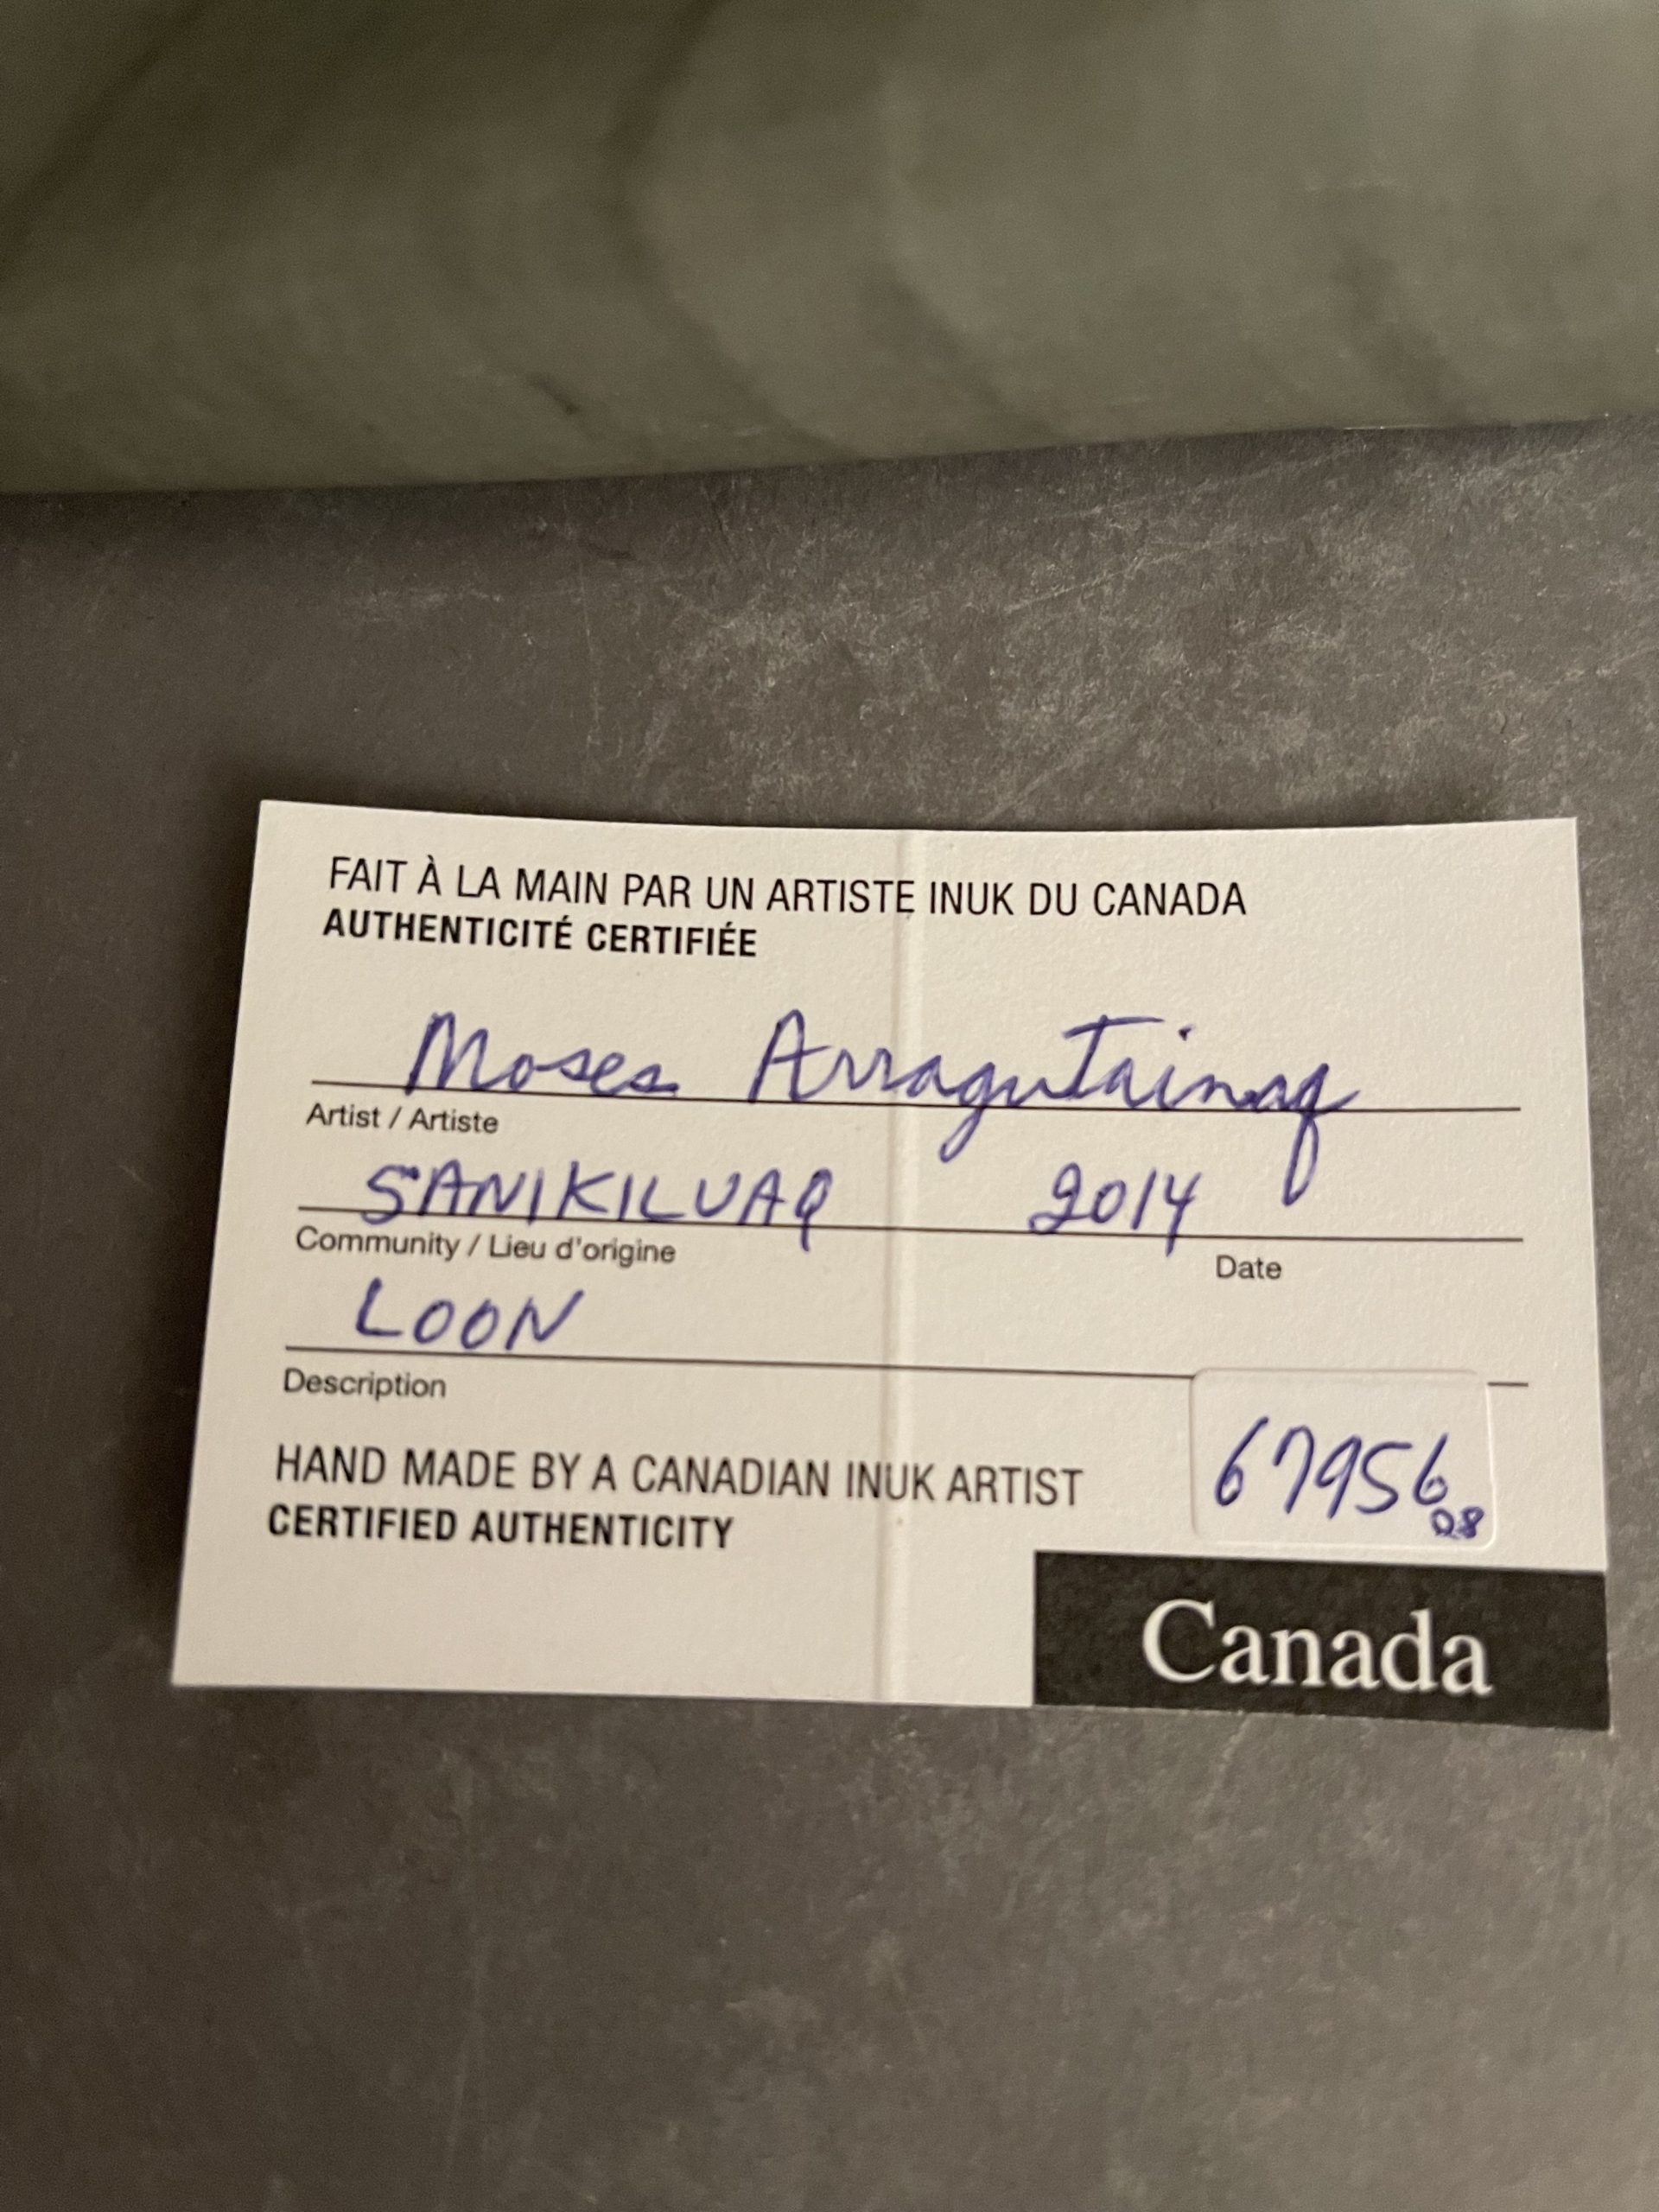 FAIT À LA MAIN PAR UN ARTISTE INUK DU CANADA
AUTHENTICITÉ CERTIFIÉE
Moses Arragutainaq
Artist / Artiste
SANIKILUAQ 2014
Community / Lieu d'origine Date
LOON
Description
HAND MADE BY A CANADIAN INUK ARTIST
CERTIFIED AUTHENTICITY
67956
08
Canada